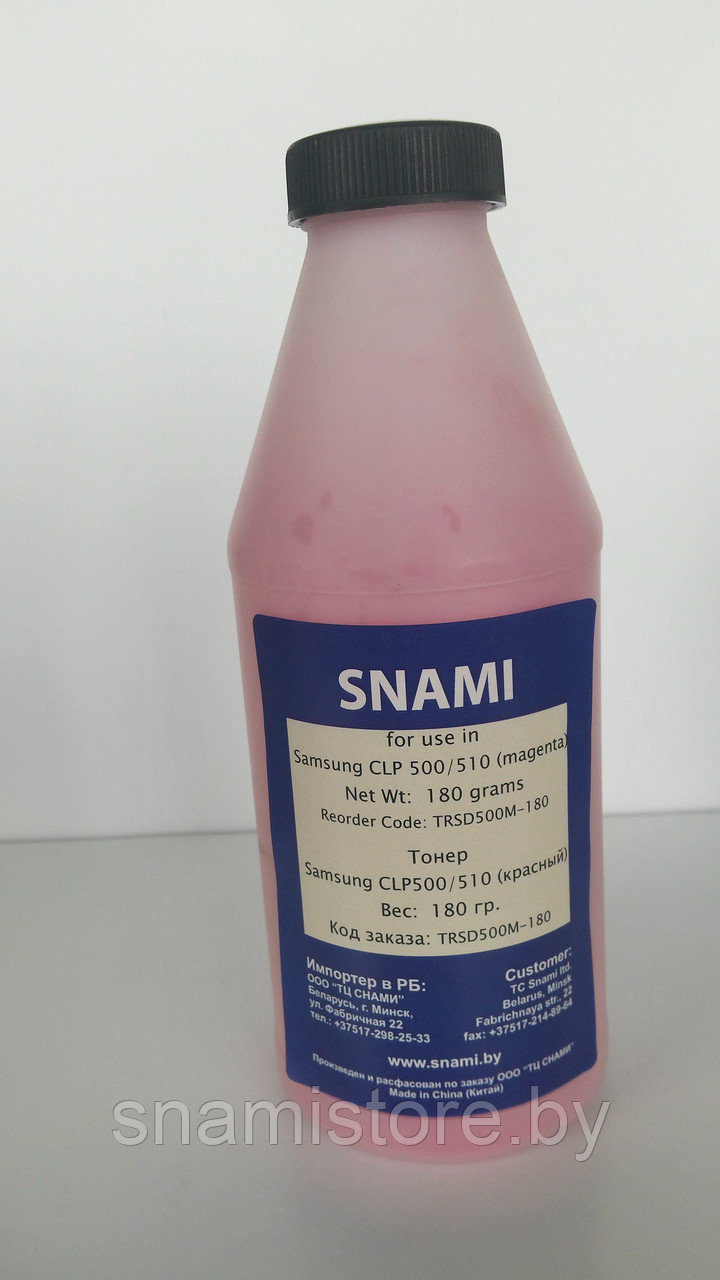 SNAMI
for use in
Samsung CLP 500/510 (magenta)
Net Wt: 180 grams
Reorder Code: TRSD500M-180
Тонер
Samsung CLP500/510 (красный)
Вес: 180 гр.
Код заказа: TRSD500M-180
Импортер в РБ:
ООО "ТЦ СНАМИ"
Беларусь, г. Минск,
ул. Фабричная 22
тел.: +37517-298-25-33
Customer:
TC Snami ltd.
Belarus, Minsk
Fabrichnaya str., 22
fax: +37517-214-89-64
www.snami.by
Произведен и расфасован по заказу ООО "ТЦ СНАМИ"
Made in China (Китай)
snamistore.by